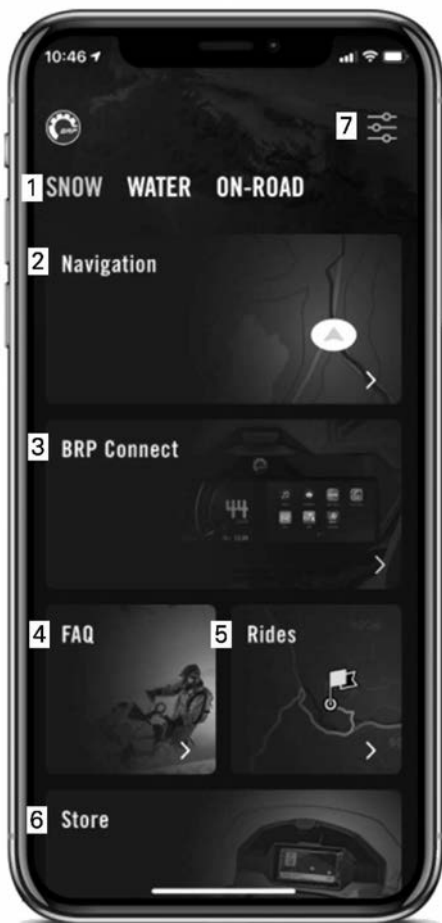 10:46
7
1 SNOW WATER ON-ROAD
2 Navigation
3 BRP Connect
44
4 FAQ
5 Rides
6 Store